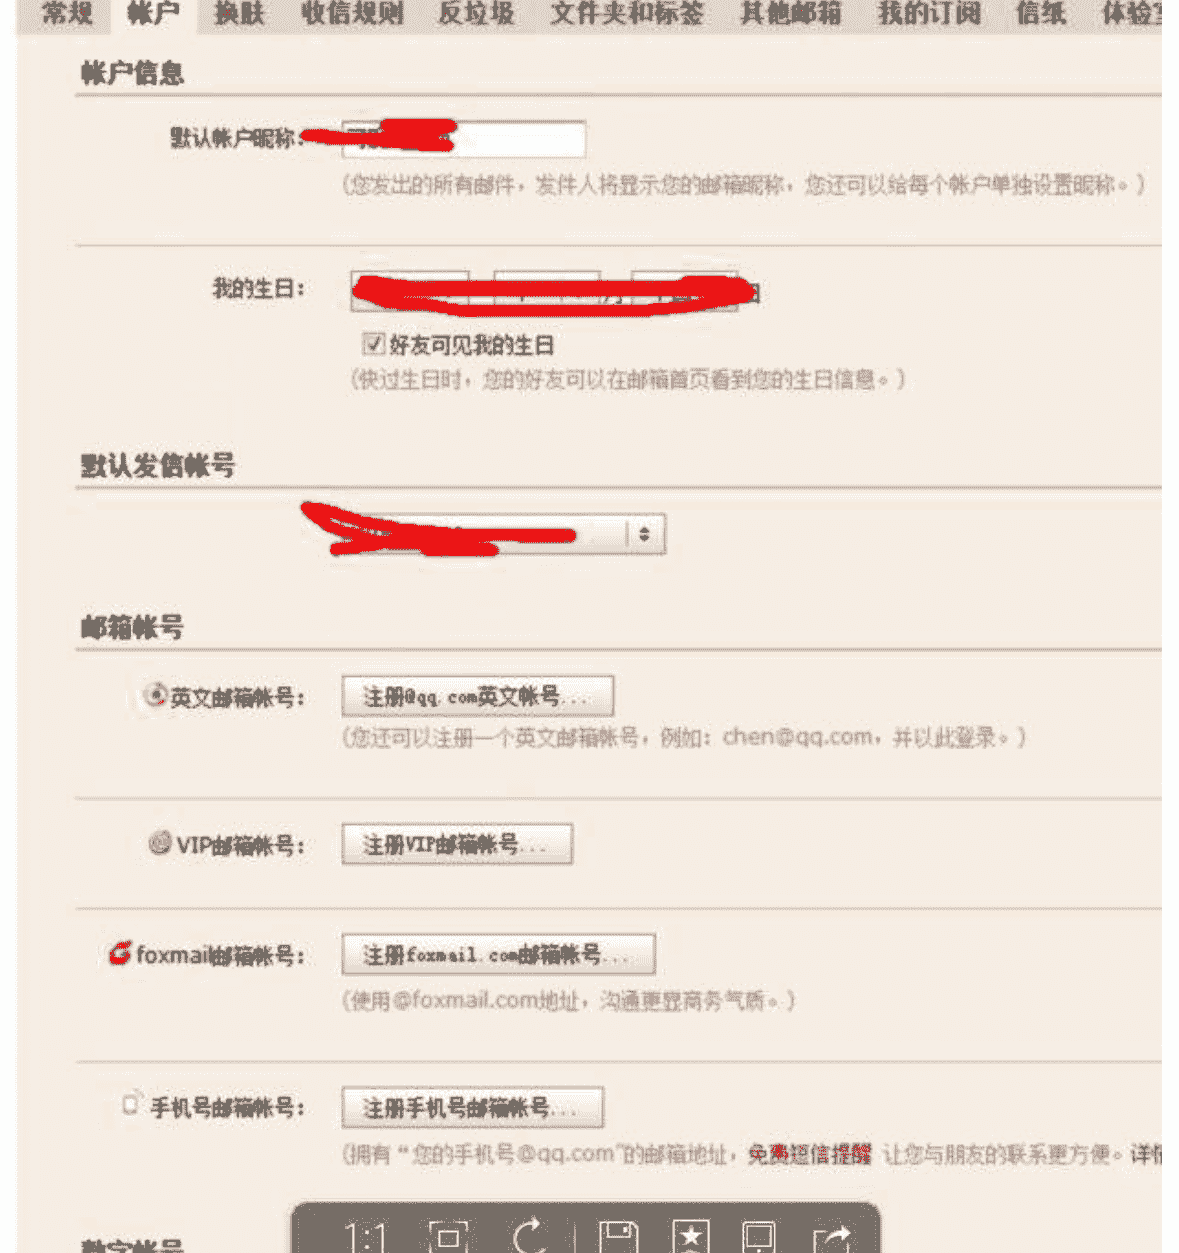 常规 帐户 换肤 收信规则 反垃圾 文件夹和标签 其他邮箱 我的订阅 信纸 体验室
帐户信息
默认帐户昵称：
（您发出的所有邮件，发件人将显示您的邮箱昵称，您还可以给每个帐户单独设置昵称。）
我的生日： 月 日
好友可见我的生日
（快过生日时，您的好友可以在邮箱首页看到您的生日信息。）
默认发信帐号
邮箱帐号
英文邮箱帐号： 注册@qq.com英文帐号...
（您还可以注册一个英文邮箱帐号，例如：chen@qq.com，并以此登录。）
VIP邮箱帐号： 注册VIP邮箱帐号...
foxmail邮箱帐号： 注册foxmail.com邮箱帐号...
（使用@foxmail.com地址，沟通更显商务气质。）
手机号邮箱帐号： 注册手机号邮箱帐号...
（拥有“您的手机号@qq.com”的邮箱地址，免费短信提醒 让您与朋友的联系更方便。详情
1:1
数字帐号